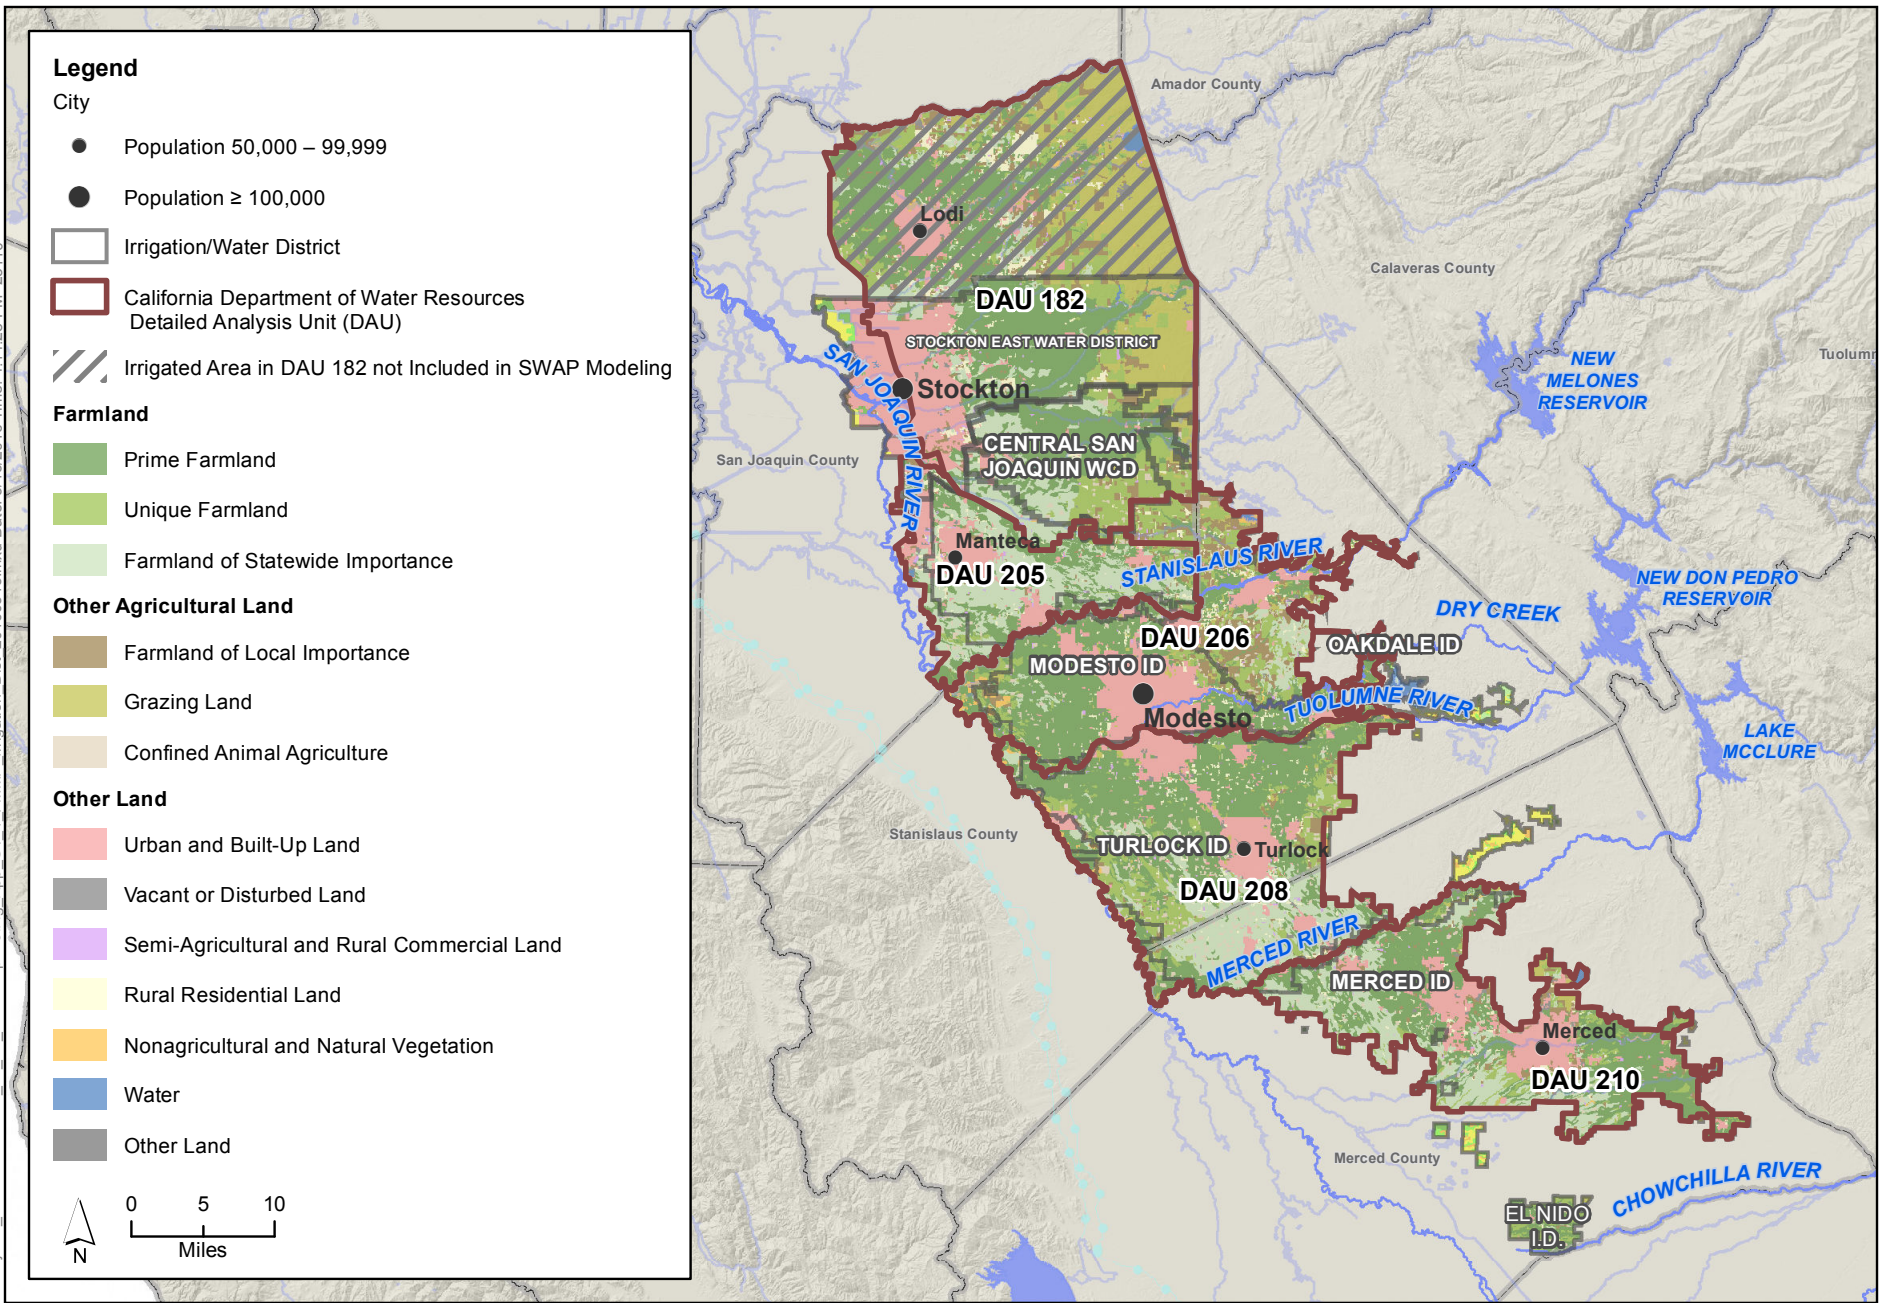 Legend
City
Population 50,000 – 99,999
Population ≥ 100,000
Irrigation/Water District
California Department of Water Resources
Detailed Analysis Unit (DAU)
Irrigated Area in DAU 182 not Included in SWAP Modeling
Farmland
Prime Farmland
Unique Farmland
Farmland of Statewide Importance
Other Agricultural Land
Farmland of Local Importance
Grazing Land
Confined Animal Agriculture
Other Land
Urban and Built-Up Land
Vacant or Disturbed Land
Semi-Agricultural and Rural Commercial Land
Rural Residential Land
Nonagricultural and Natural Vegetation
Water
Other Land
0 5 10
Miles
N
Amador County
Lodi
Calaveras County
DAU 182
STOCKTON EAST WATER DISTRICT
SAN JOAQUIN RIVER
Stockton
NEW
MELONES
RESERVOIR
Tuolumn
CENTRAL SAN
JOAQUIN WCD
San Joaquin County
Manteca
DAU 205
STANISLAUS RIVER
NEW DON PEDRO
RESERVOIR
DRY CREEK
DAU 206
OAKDALE ID
MODESTO ID
TUOLUMNE RIVER
Modesto
LAKE
MCCLURE
Stanislaus County
TURLOCK ID
Turlock
DAU 208
MERCED RIVER
MERCED ID
Merced
DAU 210
Merced County
CHOWCHILLA RIVER
EL NIDO
I.D.